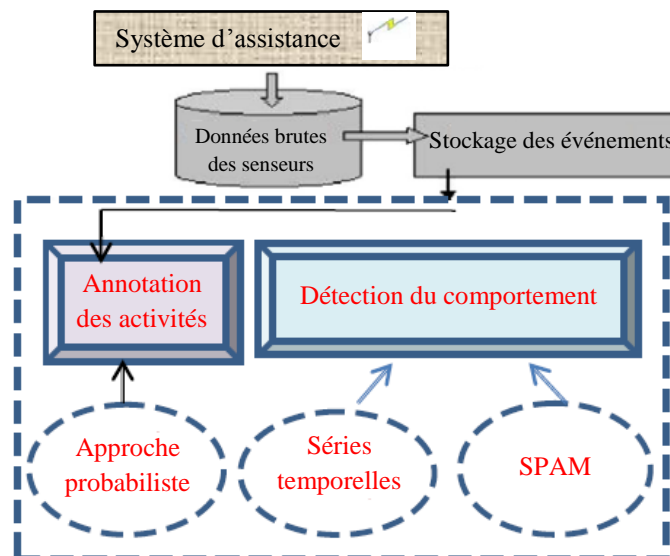 Système d’assistance
Données brutes
des senseurs
Stockage des événements
Annotation
des activités
Détection du comportement
Approche
probabiliste
Séries
temporelles
SPAM